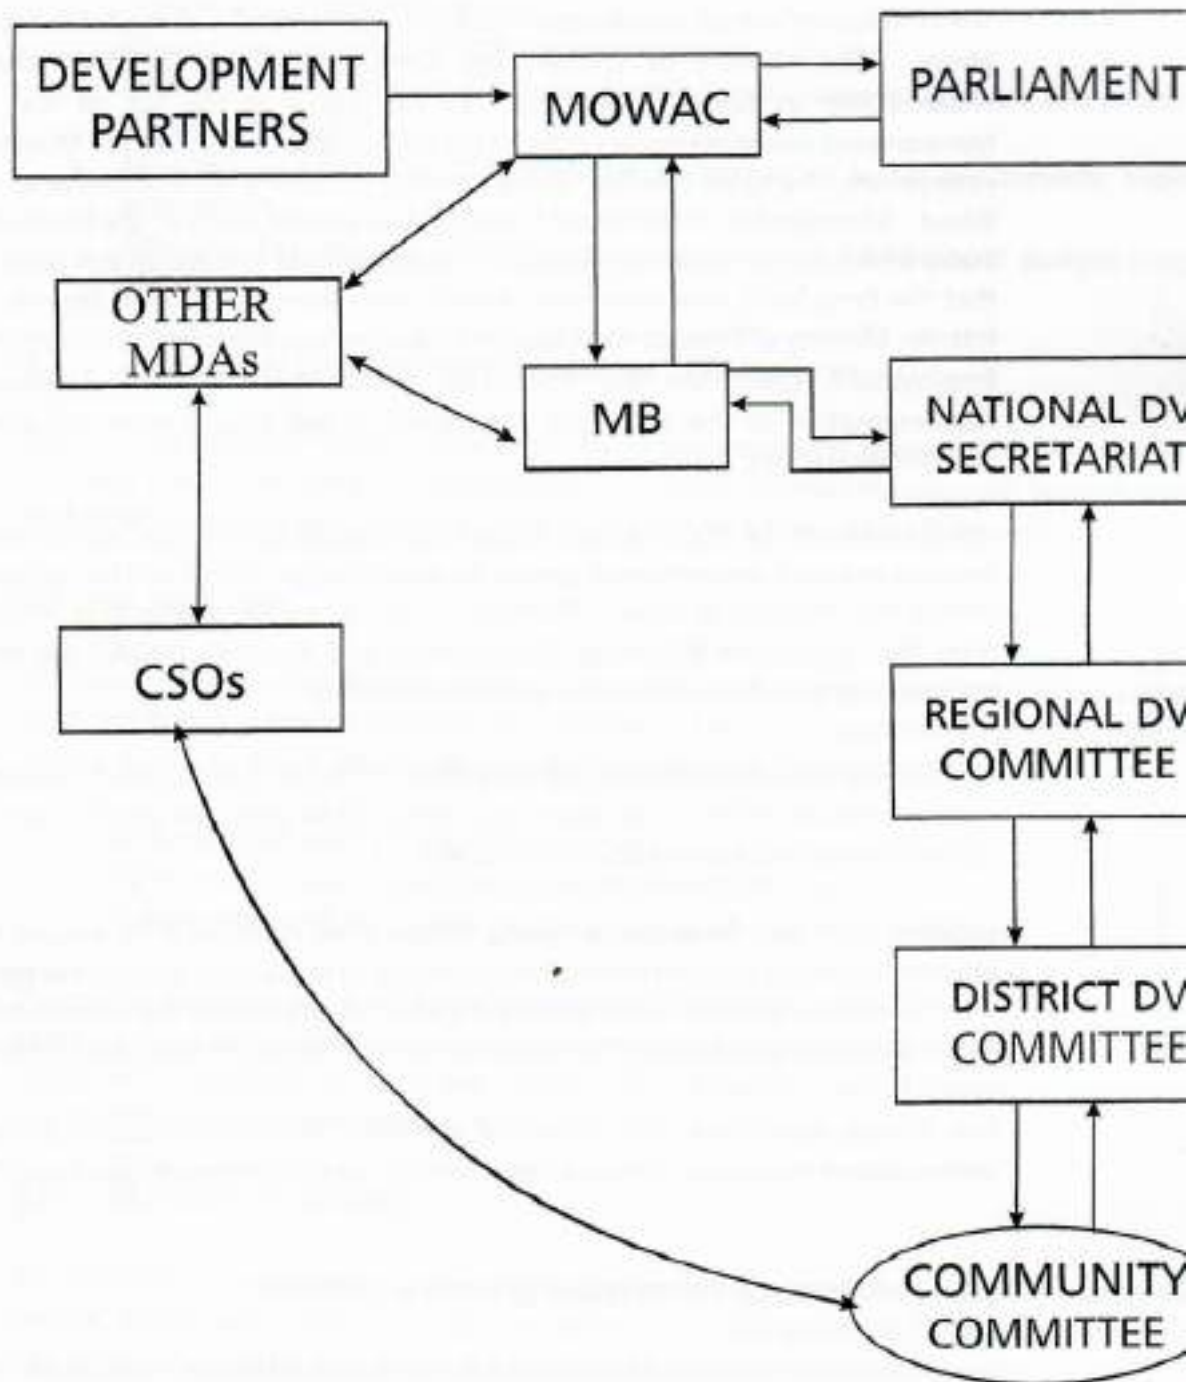 DEVELOPMENT
PARTNERS
MOWAC
PARLIAMENT
OTHER
MDAs
MB
NATIONAL DV
SECRETARIAT
CSOs
REGIONAL DV
COMMITTEE
DISTRICT DV
COMMITTEE
COMMUNITY
COMMITTEE